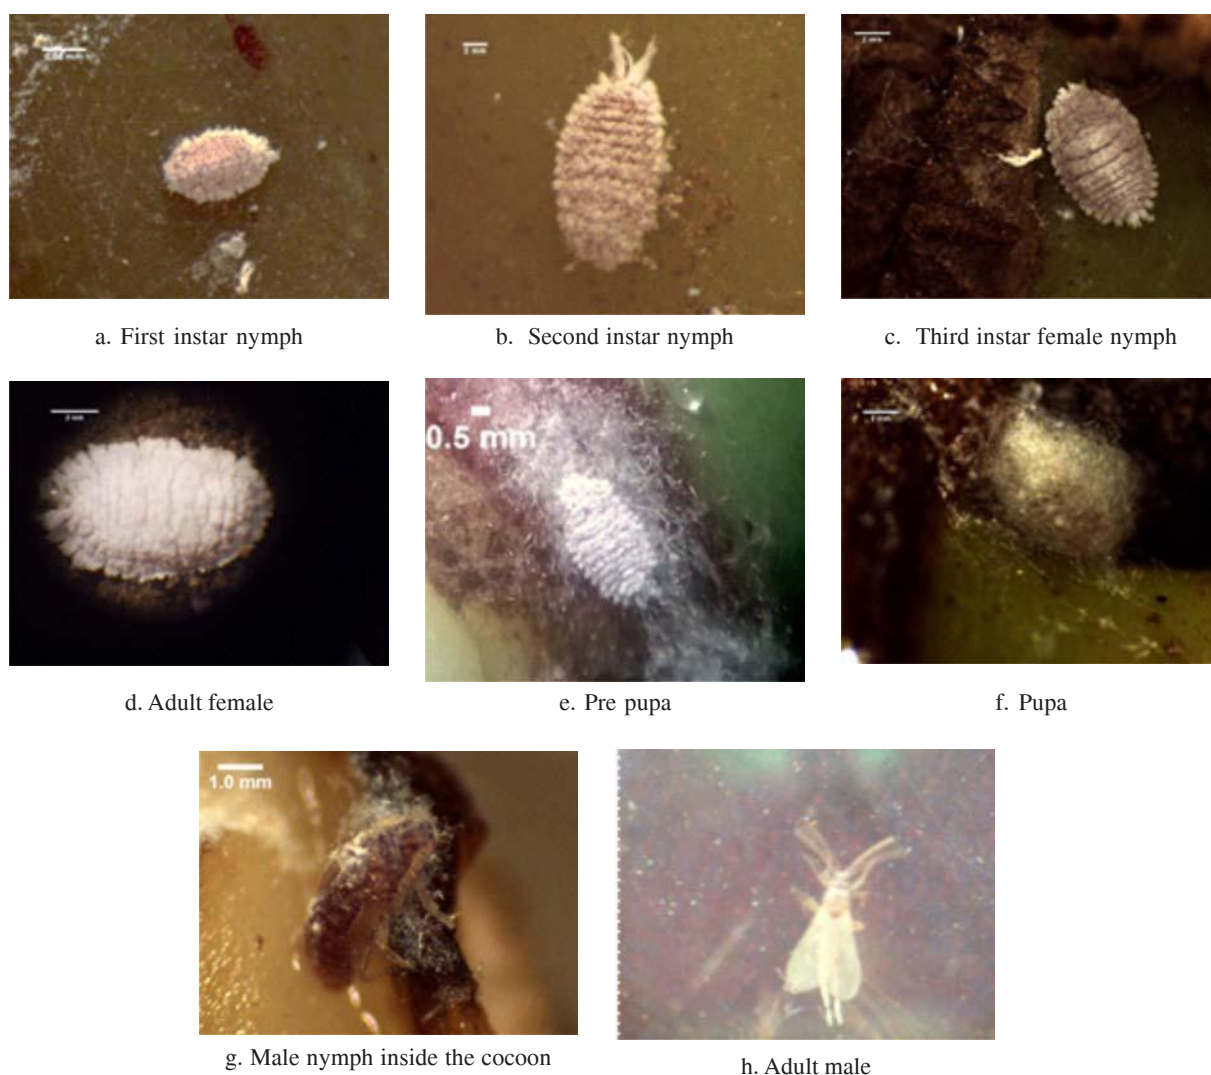 a. First instar nymph
b. Second instar nymph
c. Third instar female nymph
0.5 mm
d. Adult female
e. Pre pupa
f. Pupa
1.0 mm
g. Male nymph inside the cocoon
h. Adult male